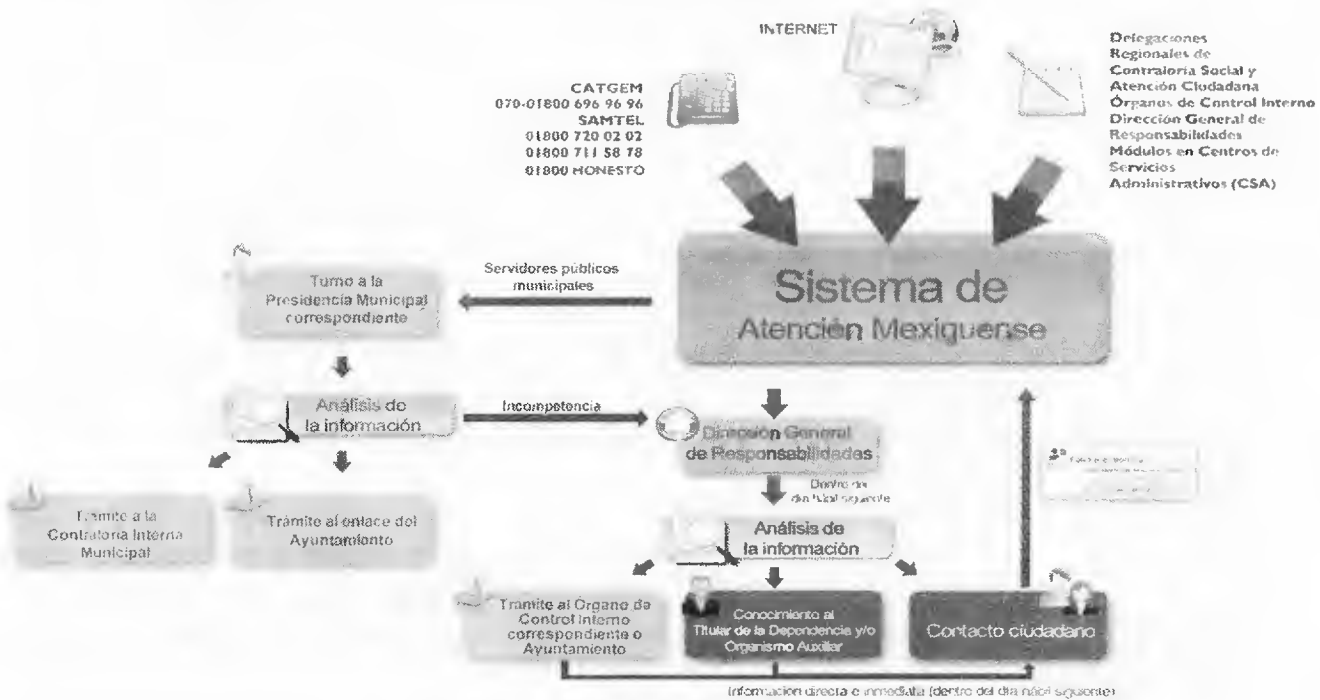 INTERNET
CATGEM
070-01800 696 96 96
SAMTEL
01800 720 02 02
01800 711 58 78
01800 HONESTO
Delegaciones
Regionales de
Contraloría Social y
Atención Ciudadana
Órganos de Control Interno
Dirección General de
Responsabilidades
Módulos en Centros de
Servicios
Administrativos (CSA)
Sistema de
Atención Mexiquense
Servidores públicos
municipales
Turno a la
Presidencia Municipal
correspondiente
Análisis de
la información
Incompetencia
Dirección General
de Responsabilidades
Dentro del
día hábil siguiente
Trámite a la
Contraloría Interna
Municipal
Trámite al enlace del
Ayuntamiento
Análisis de
la información
Trámite al Órgano de
Control Interno
correspondiente o
Ayuntamiento
Conocimiento al
Titular de la Dependencia y/o
Organismo Auxiliar
Contacto ciudadano
Información directa e inmediata (dentro del día hábil siguiente)